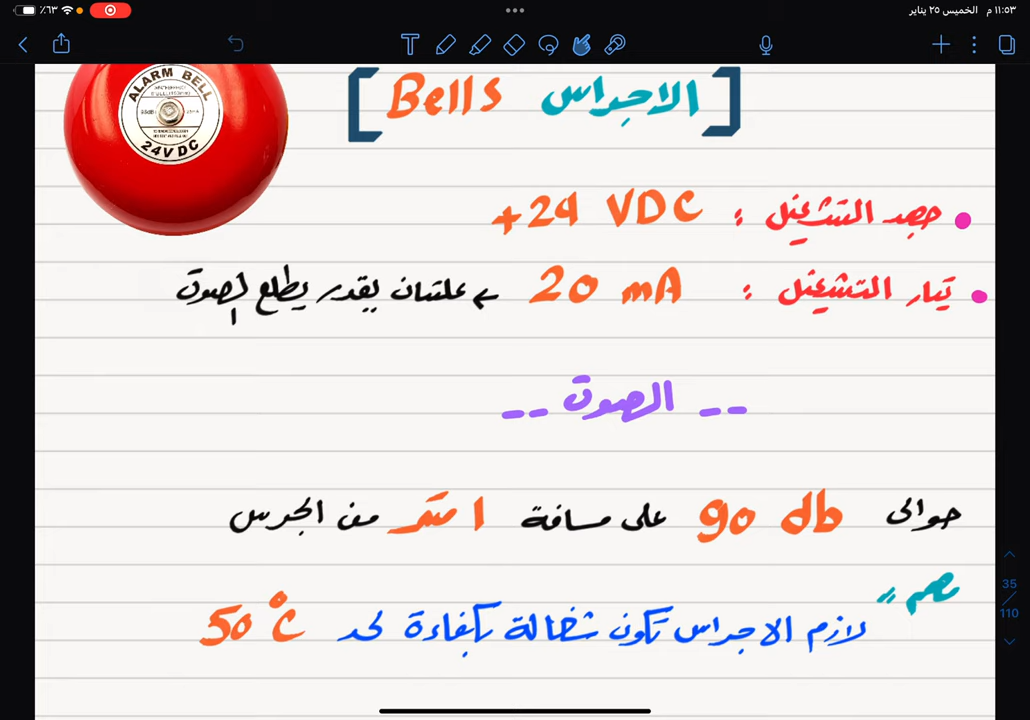 ١١:٥٣ م الخميس ٢٥ يناير
٪٦٣
ALARM BELL
24V DC
[الاجراس Bells]
جهد التشغيل : +24 VDC
تيار التشغيل : 20 mA ← علشان يقدر يطلع الصوت
-- الصوت --
حوالى 90 db على مسافة 1 متر من الجرس
مهم "
لازم الاجراس تكون شغالة بكفاءة لحد 50 °C
35
110